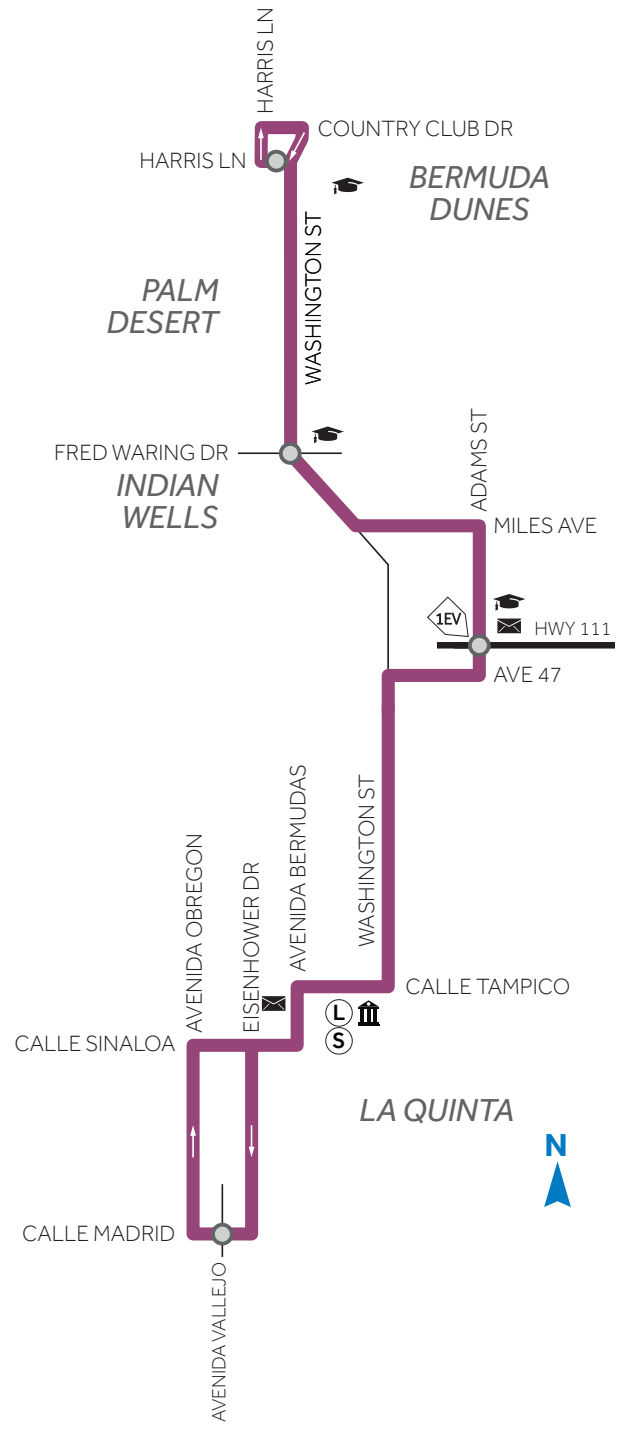 HARRIS LN
COUNTRY CLUB DR
HARRIS LN
BERMUDA
DUNES
WASHINGTON ST
PALM
DESERT
ADAMS ST
FRED WARING DR
INDIAN
WELLS
MILES AVE
1EV
HWY 111
AVE 47
AVENIDA BERMUDAS
WASHINGTON ST
AVENIDA OBREGON
EISENHOWER DR
CALLE TAMPICO
L
S
CALLE SINALOA
LA QUINTA
N
CALLE MADRID
AVENIDA VALLEJO